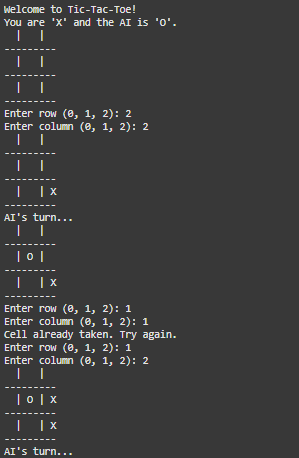 Welcome to Tic-Tac-Toe!
You are 'X' and the AI is 'O'.
  |   |
---------
  |   |
---------
  |   |
---------
Enter row (0, 1, 2): 2
Enter column (0, 1, 2): 2
  |   |
---------
  |   |
---------
  |   | X
---------
AI's turn...
  |   |
---------
  | O |
---------
  |   | X
---------
Enter row (0, 1, 2): 1
Enter column (0, 1, 2): 1
Cell already taken. Try again.
Enter row (0, 1, 2): 1
Enter column (0, 1, 2): 2
  |   |
---------
  | O | X
---------
  |   | X
---------
AI's turn...